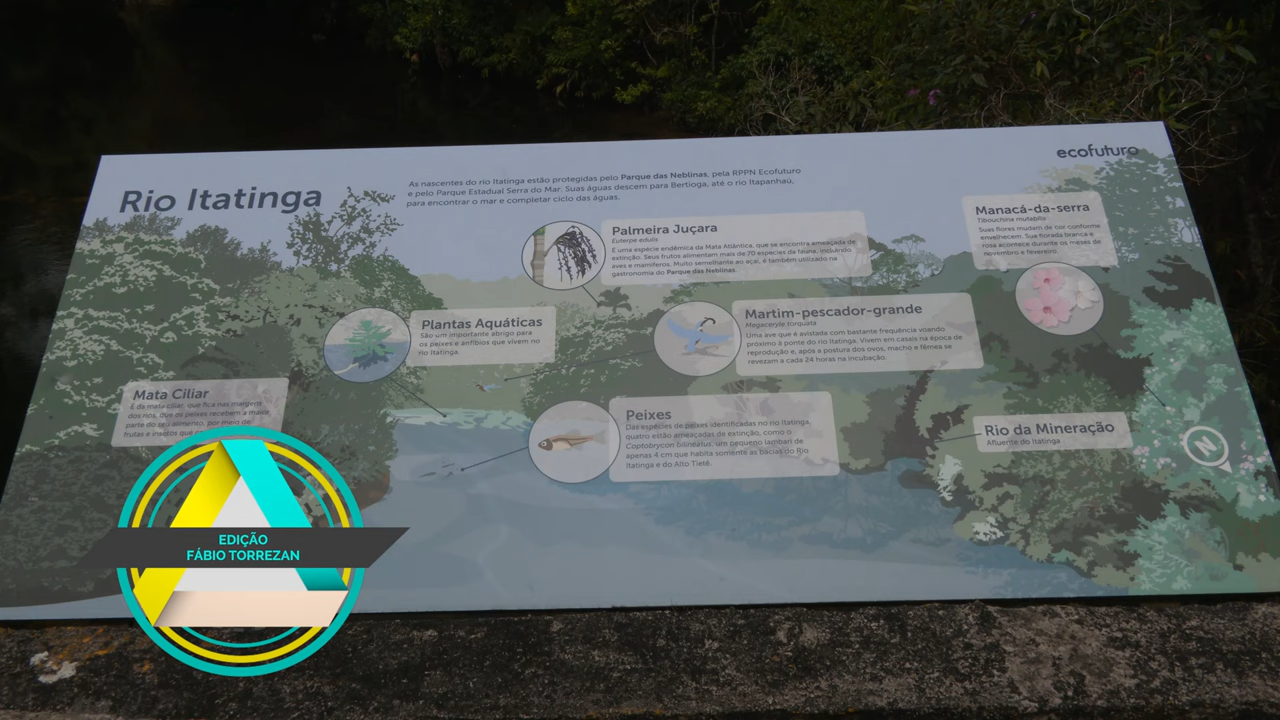 ecofuturo
Rio Itatinga
As nascentes do rio Itatinga estão protegidas pelo Parque das Neblinas, pela RPPN Ecofuturo
e pelo Parque Estadual Serra do Mar. Suas águas descem para Bertioga, até o rio Itapanhaú,
para encontrar o mar e completar ciclo das águas.
Palmeira Juçara
Euterpe edulis
É uma espécie endêmica da Mata Atlântica, que se encontra ameaçada de
extinção. Seus frutos alimentam mais de 70 espécies da fauna, incluindo
aves e mamíferos. Muito semelhante ao açaí, é também utilizado na
gastronomia do Parque das Neblinas.
Manacá-da-serra
Tibouchina mutabilis
Suas flores mudam de cor conforme
envelhecem. Sua florada branca e
rosa acontece durante os meses de
novembro e fevereiro.
Plantas Aquáticas
São um importante abrigo para
os peixes e anfíbios que vivem no
rio Itatinga.
Martim-pescador-grande
Megaceryle torquata
Uma ave que é avistada com bastante frequência voando
próximo à ponte do rio Itatinga. Vivem em casais na época de
reprodução e, após a postura dos ovos, macho e fêmea se
revezam a cada 24 horas na incubação.
Mata Ciliar
É da mata ciliar, que fica nas margens
dos rios, que os peixes recebem a maior
parte do seu alimento, por meio de
frutas e insetos que
Peixes
Das espécies de peixes identificadas no rio Itatinga,
quatro estão ameaçadas de extinção, como o
Coptobrycon bilineatus, um pequeno lambari de
apenas 4 cm que habita somente as bacias do Rio
Itatinga e do Alto Tietê.
Rio da Mineração
Afluente do Itatinga
N
EDIÇÃO
FÁBIO TORREZAN